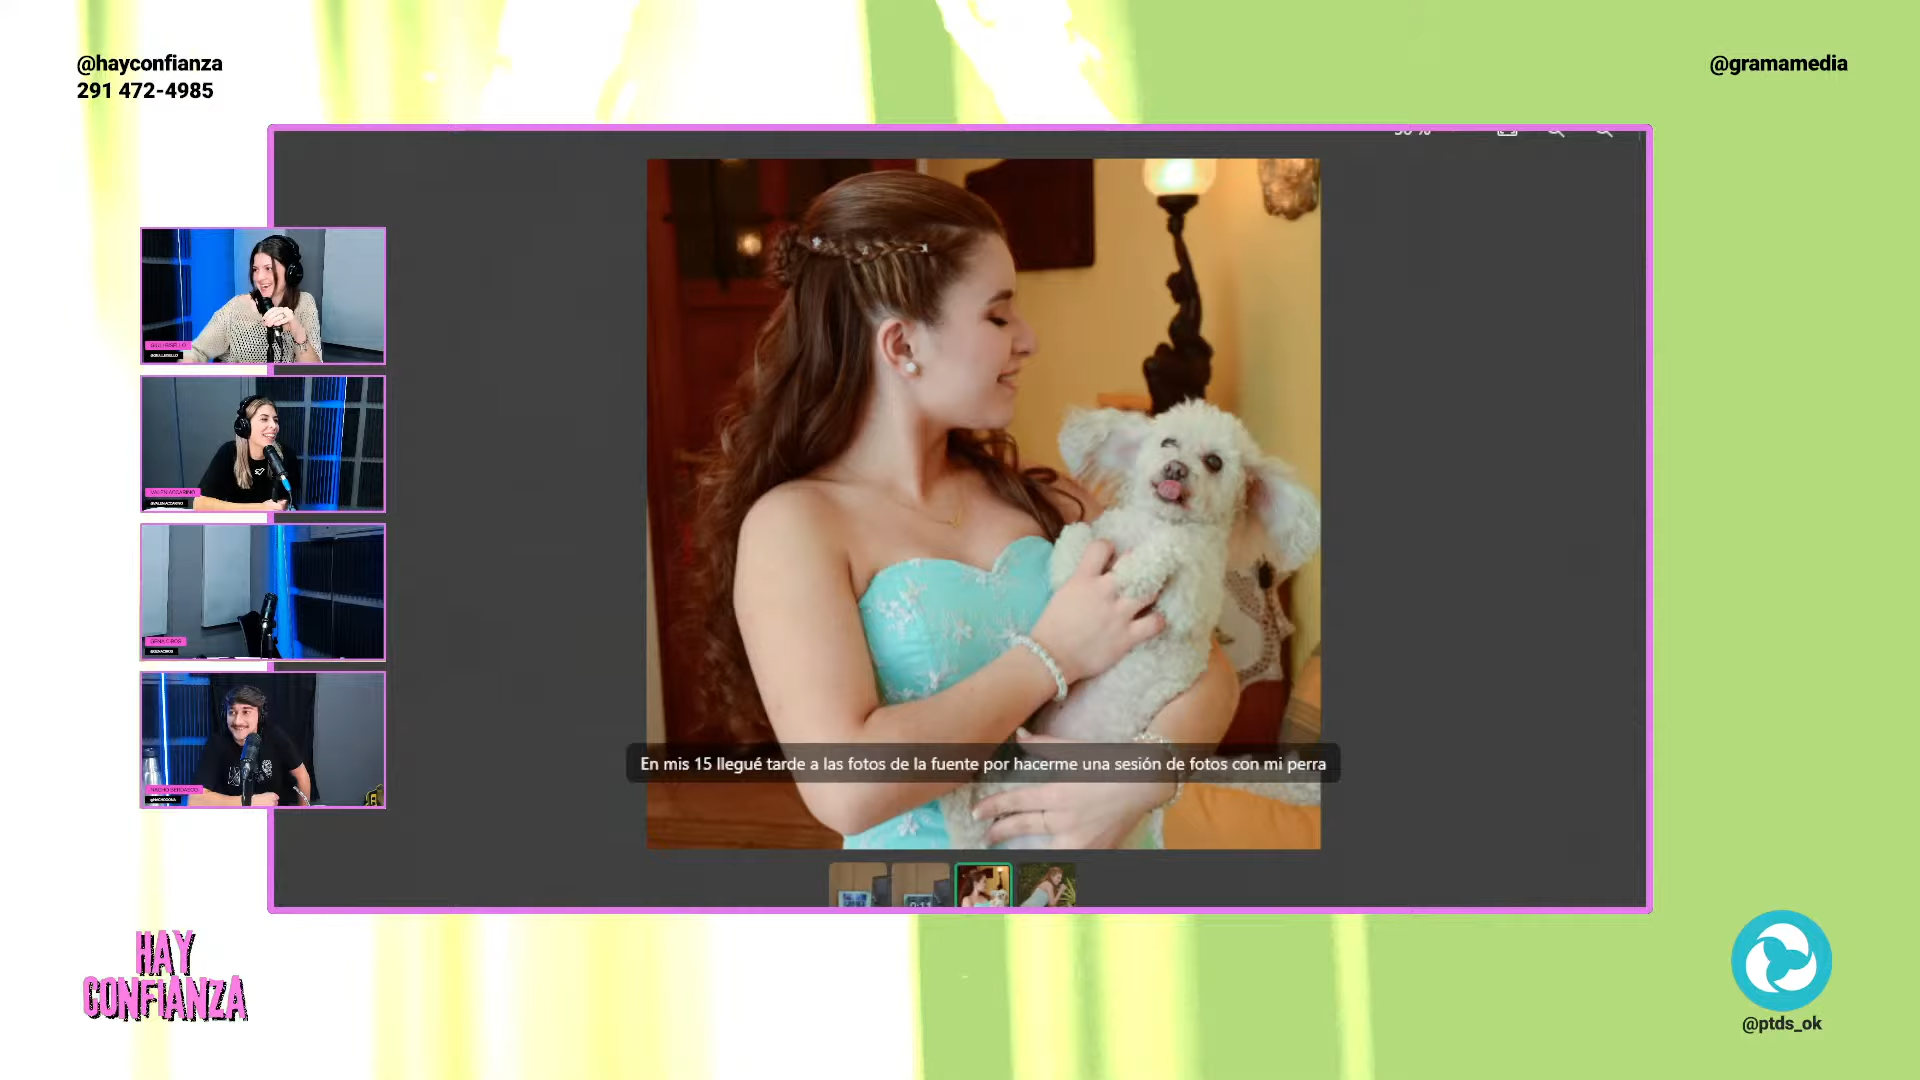 @hayconfianza
291 472-4985
@gramamedia
En mis 15 llegué tarde a las fotos de la fuente por hacerme una sesión de fotos con mi perra
HAY
CONFIANZA
@ptds_ok